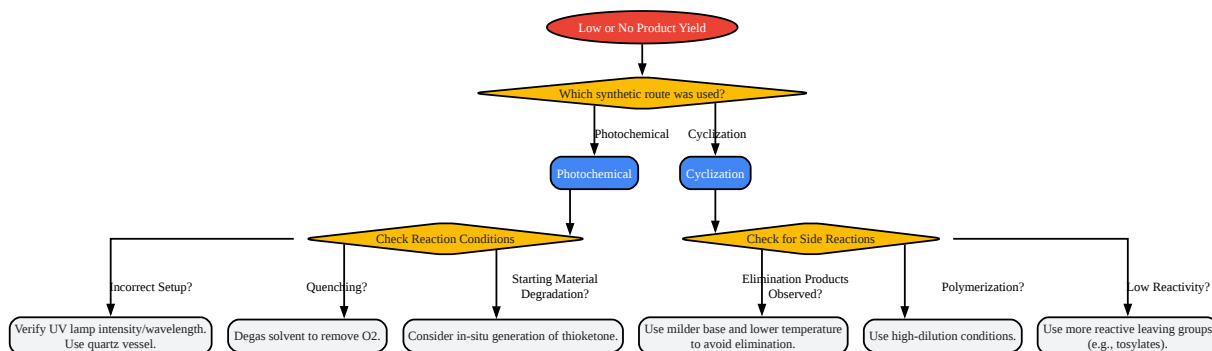 Low or No Product Yield
Which synthetic route was used?
Photochemical
Cyclization
Photochemical
Cyclization
Check Reaction Conditions
Check for Side Reactions
Incorrect Setup?
Quenching?
Starting Material
Degradation?
Elimination Products
Observed?
Polymerization?
Low Reactivity?
Verify UV lamp intensity/wavelength.
Use quartz vessel.
Degas solvent to remove O2.
Consider in-situ generation of thioketone.
Use milder base and lower temperature
to avoid elimination.
Use high-dilution conditions.
Use more reactive leaving groups
(e.g., tosylates).